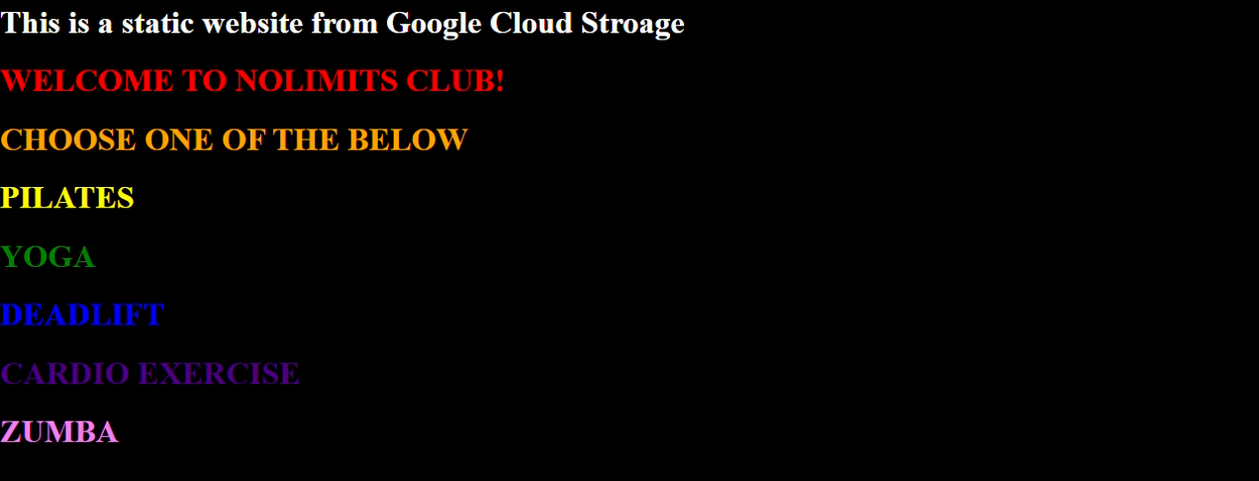 This is a static website from Google Cloud Stroage
WELCOME TO NOLIMITS CLUB!
CHOOSE ONE OF THE BELOW
PILATES
YOGA
DEADLIFT
CARDIO EXERCISE
ZUMBA